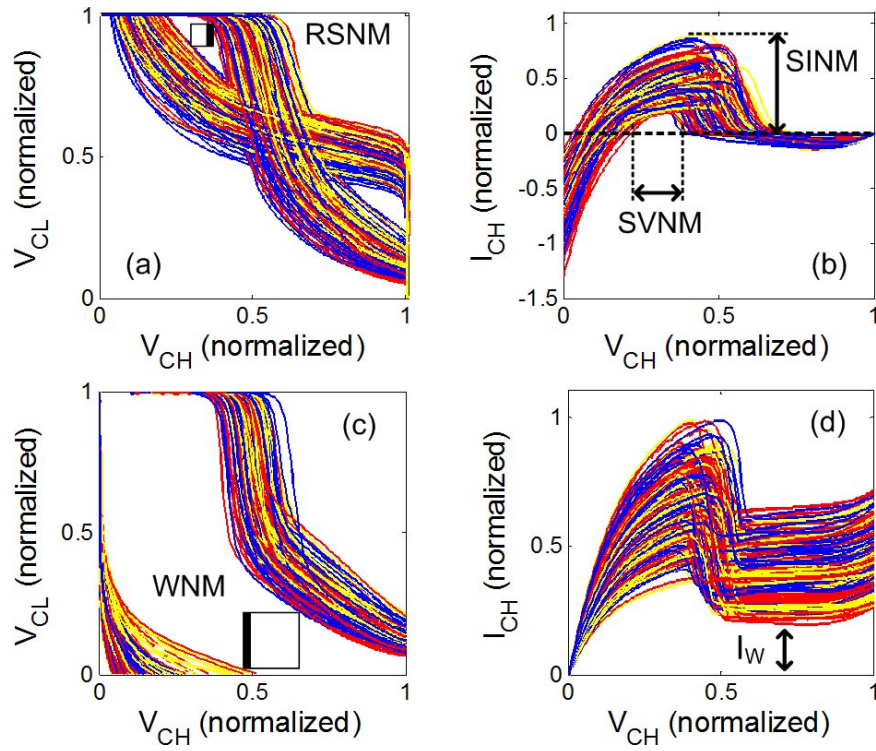 1
0.5
0
V_CL (normalized)
RSNM
(a)
0 0.5 1
V_CH (normalized)
1
0.5
0
-0.5
-1
-1.5
I_CH (normalized)
SINM
SVNM
(b)
0 0.5 1
V_CH (normalized)
1
0.5
0
V_CL (normalized)
(c)
WNM
0 0.5 1
V_CH (normalized)
1
0.5
0
I_CH (normalized)
(d)
I_W
0 0.5 1
V_CH (normalized)